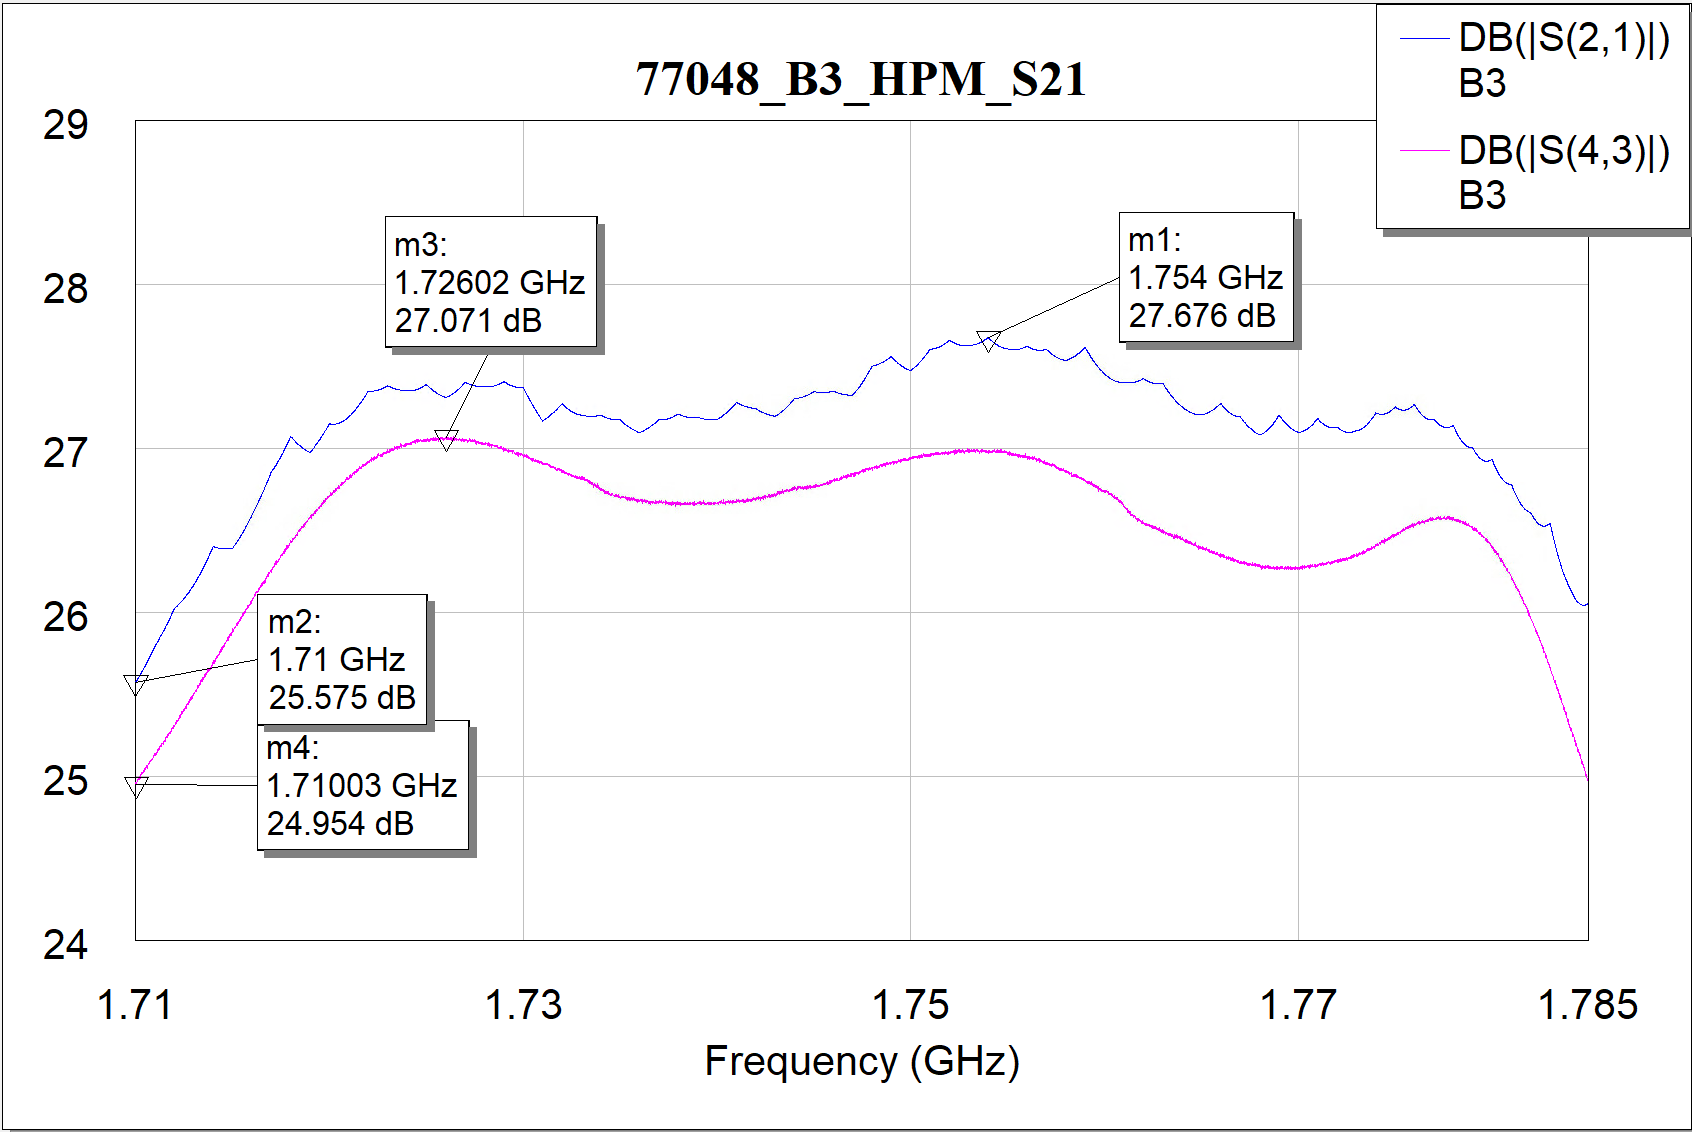 77048_B3_HPM_S21
DB(|S(2,1)|)
B3
DB(|S(4,3)|)
B3
29
28
27
26
25
24
m3:
1.72602 GHz
27.071 dB
m1:
1.754 GHz
27.676 dB
m2:
1.71 GHz
25.575 dB
m4:
1.71003 GHz
24.954 dB
1.71
1.73
1.75
1.77
1.785
Frequency (GHz)